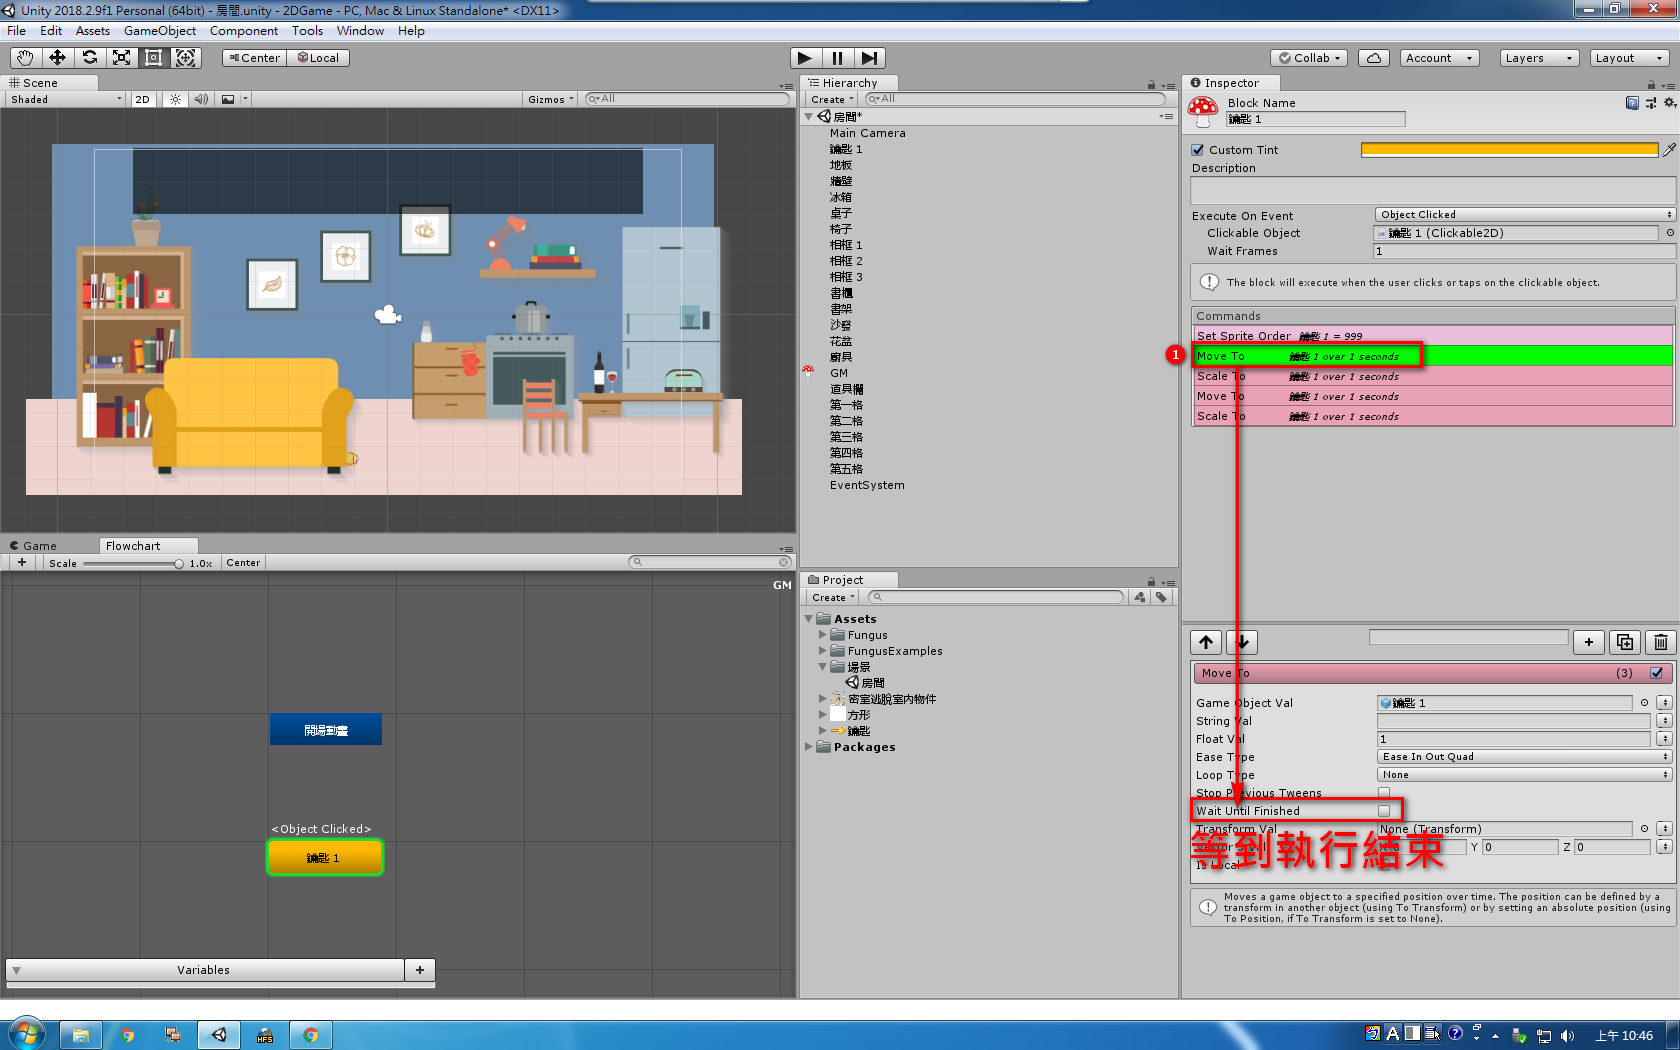 Unity 2018.2.9f1 Personal (64bit) - 房間.unity - 2DGame - PC, Mac & Linux Standalone* <DX11>
File Edit Assets GameObject Component Tools Window Help
Center Local
Collab Account Layers Layout
Scene
Shaded 2D Gizmos All
Hierarchy
Create All
房間*
Main Camera
鑰匙 1
地板
牆壁
冰箱
桌子
椅子
相框 1
相框 2
相框 3
書櫃
書架
沙發
花盆
廚具
GM
道具欄
第一格
第二格
第三格
第四格
第五格
EventSystem
Game Flowchart
Scale 1.0x Center
GM
開場動畫
<Object Clicked>
鑰匙 1
Variables
Project
Create
Assets
Fungus
FungusExamples
場景
房間
密室逃脫室內物件
方形
鑰匙
Packages
Inspector
Block Name
鑰匙 1
Custom Tint
Description
Execute On Event Object Clicked
Clickable Object 鑰匙 1 (Clickable2D)
Wait Frames 1
The block will execute when the user clicks or taps on the clickable object.
Commands
Set Sprite Order 鑰匙 1 = 999
1
Move To 鑰匙 1 over 1 seconds
Scale To 鑰匙 1 over 1 seconds
Move To 鑰匙 1 over 1 seconds
Scale To 鑰匙 1 over 1 seconds
Move To (3)
Game Object Val 鑰匙 1
String Val
Float Val 1
Ease Type Ease In Out Quad
Loop Type None
Stop Previous Tweens
Wait Until Finished
Transform Val None (Transform)
等到執行結束
Y 0 Z 0
Is Local
Moves a game object to a specified position over time. The position can be defined by a
transform in another object (using To Transform) or by setting an absolute position (using
To Position, if To Transform is set to None).
HFS
A
上午 10:46